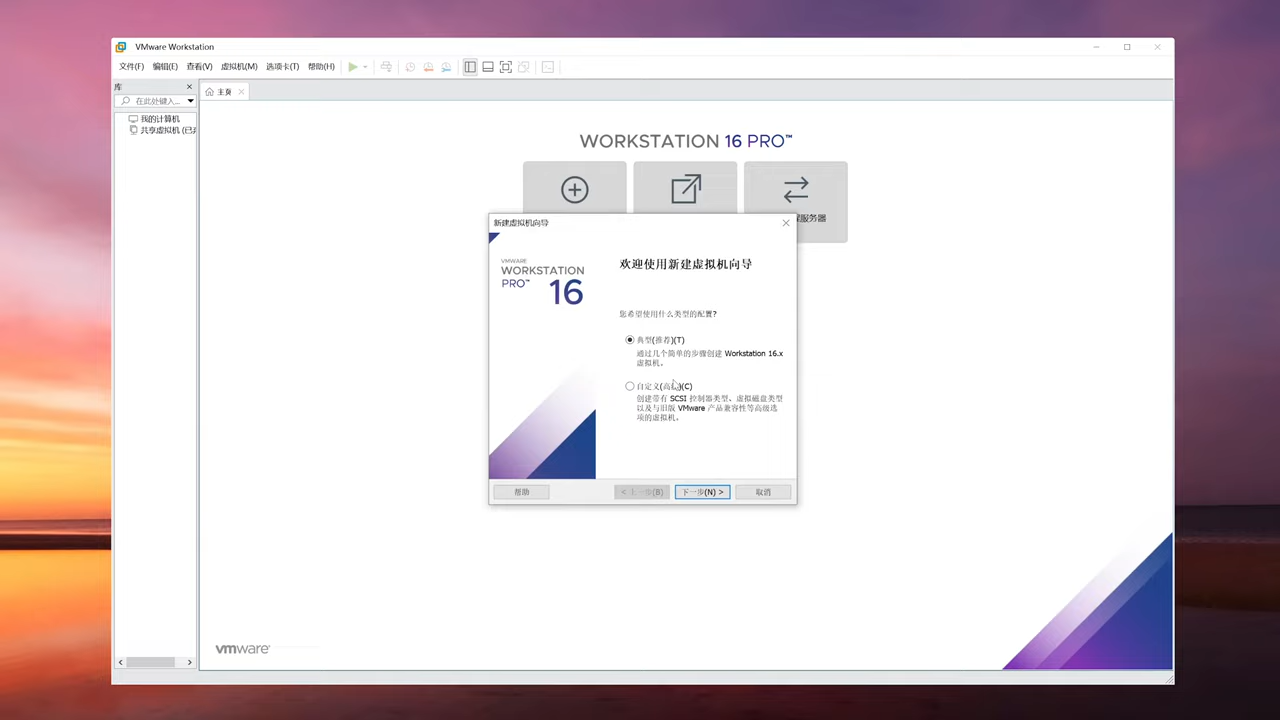 VMware Workstation
文件(F) 编辑(E) 查看(V) 虚拟机(M) 选项卡(T) 帮助(H)
库
在此处键入...
主页
我的计算机
共享虚拟机 (已
WORKSTATION 16 PRO™
程服务器
新建虚拟机向导
VMWARE
WORKSTATION
PRO™ 16
欢迎使用新建虚拟机向导
您希望使用什么类型的配置?
典型(推荐)(T)
通过几个简单的步骤创建 Workstation 16.x
虚拟机。
自定义(高级)(C)
创建带有 SCSI 控制器类型、虚拟磁盘类型
以及与旧版 VMware 产品兼容性等高级选
项的虚拟机。
帮助
< 上一步(B)
下一步(N) >
取消
vmware